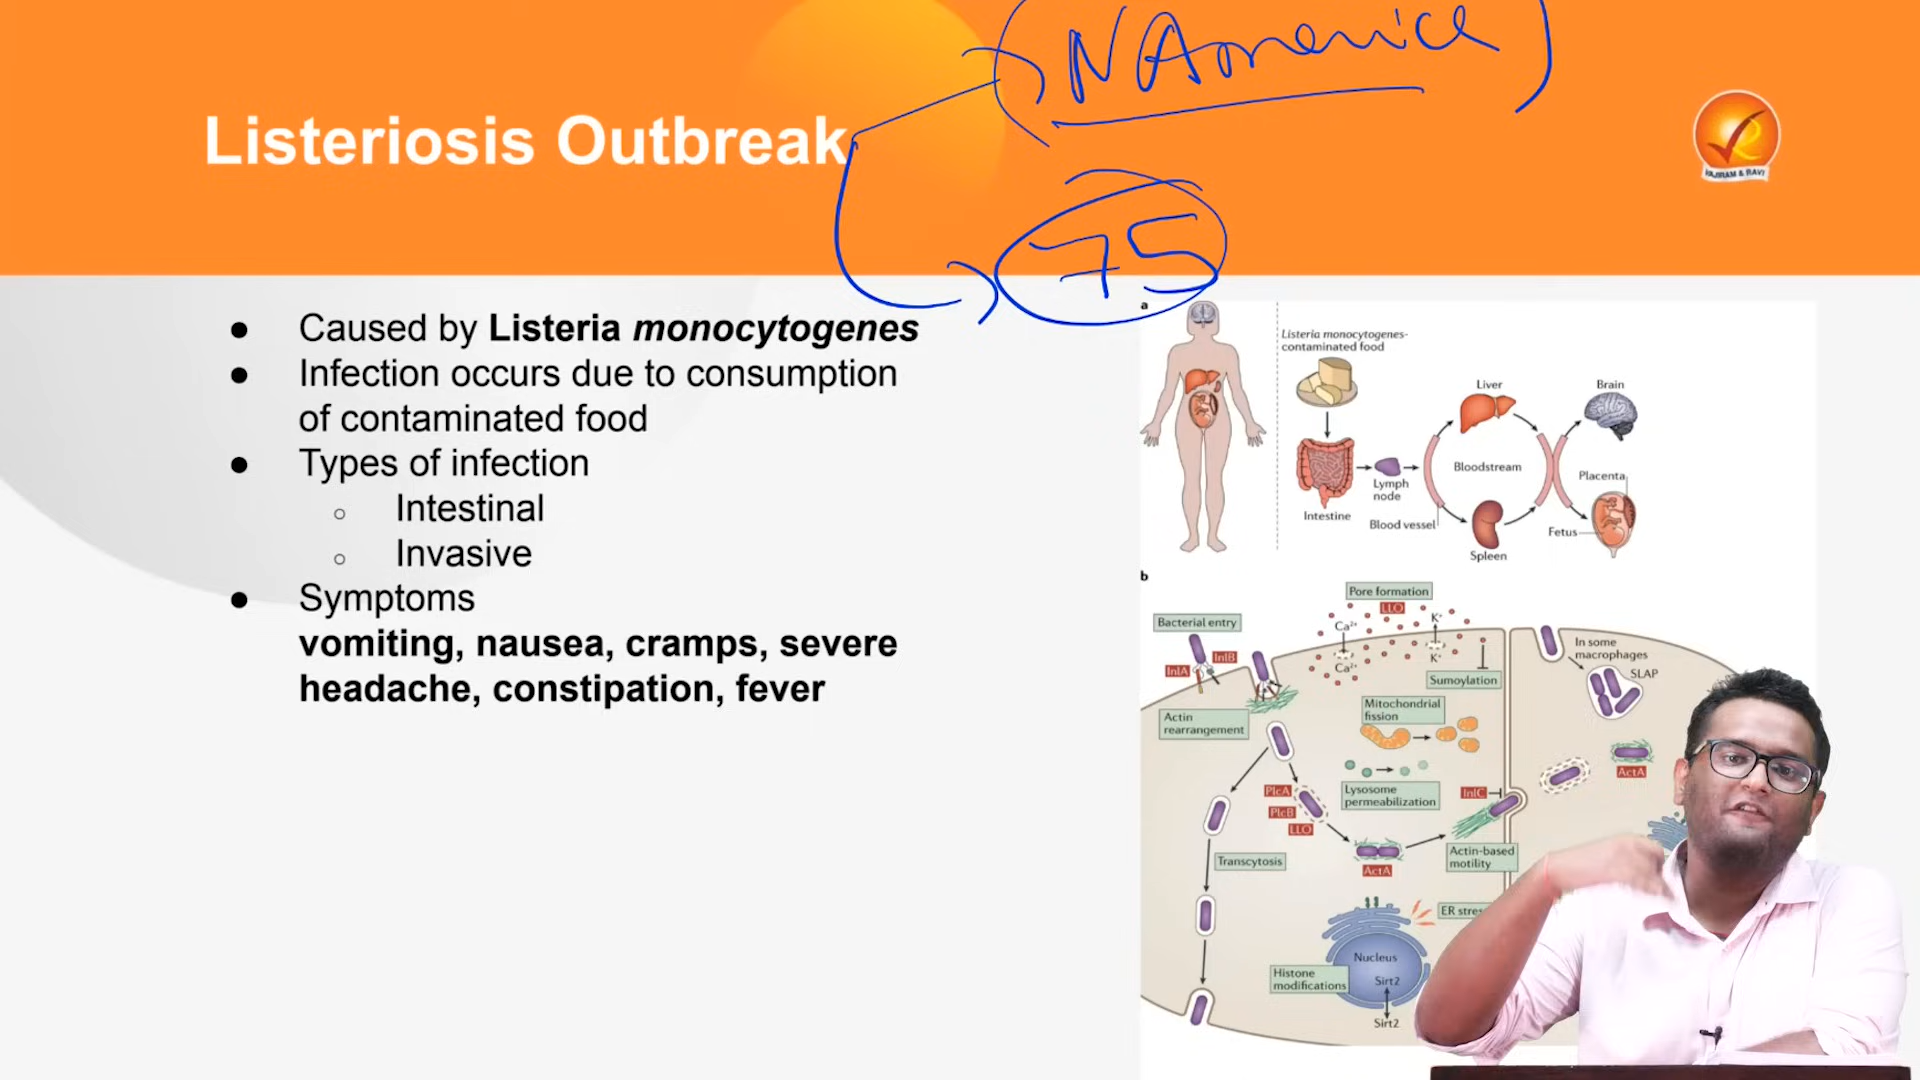 N America
Listeriosis Outbreak
75
VAJIRAM & RAVI
● Caused by Listeria monocytogenes
● Infection occurs due to consumption
of contaminated food
● Types of infection
○ Intestinal
○ Invasive
● Symptoms
vomiting, nausea, cramps, severe
headache, constipation, fever
a
Listeria monocytogenes-
contaminated food
Intestine
Lymph
node
Blood vessel
Liver
Bloodstream
Spleen
Brain
Placenta
Fetus
b
Bacterial entry
InlA
InlB
Actin
rearrangement
Pore formation
LLO
Ca²⁺
Ca²⁺
K⁺
K⁺
Sumoylation
Mitochondrial
fission
In some
macrophages
SLAP
PlcA
PlcB
LLO
Lysosome
permeabilization
InlC
ActA
Transcytosis
ActA
Actin-based
motility
ER stres
Nucleus
Histone
modifications
Sirt2
Sirt2